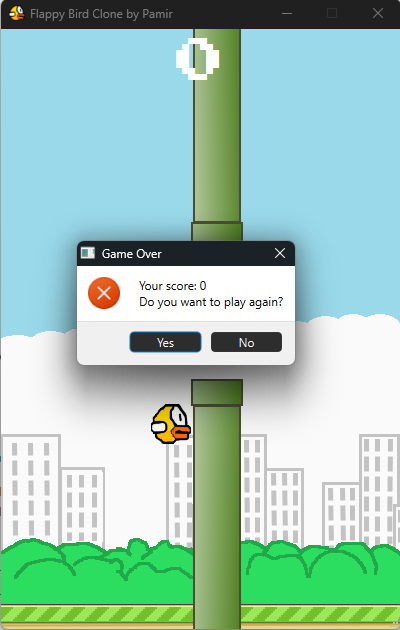 Flappy Bird Clone by Pamir
0
Game Over
Your score: 0
Do you want to play again?
Yes
No